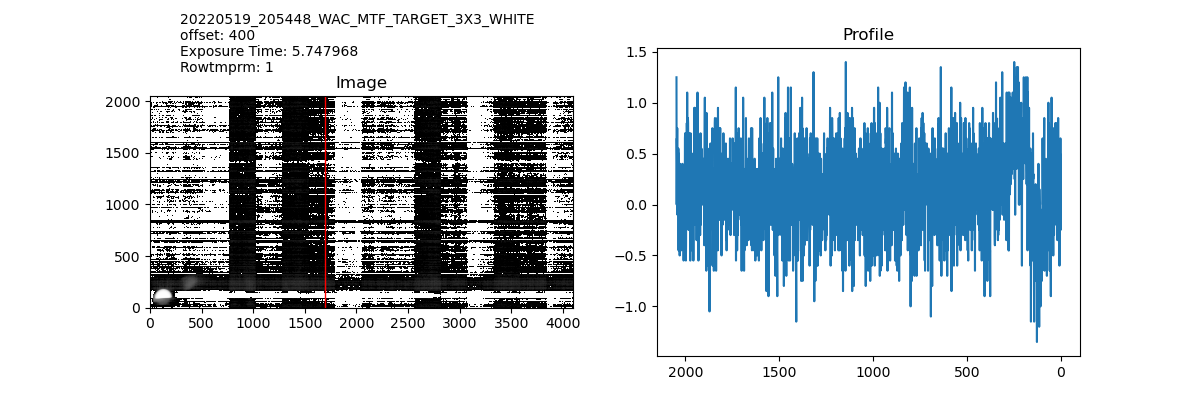 20220519_205448_WAC_MTF_TARGET_3X3_WHITE
offset: 400
Exposure Time: 5.747968
Rowtmprm: 1
Image
2000
1500
1000
500
0
0 500 1000 1500 2000 2500 3000 3500 4000
Profile
1.5
1.0
0.5
0.0
−0.5
−1.0
2000 1500 1000 500 0